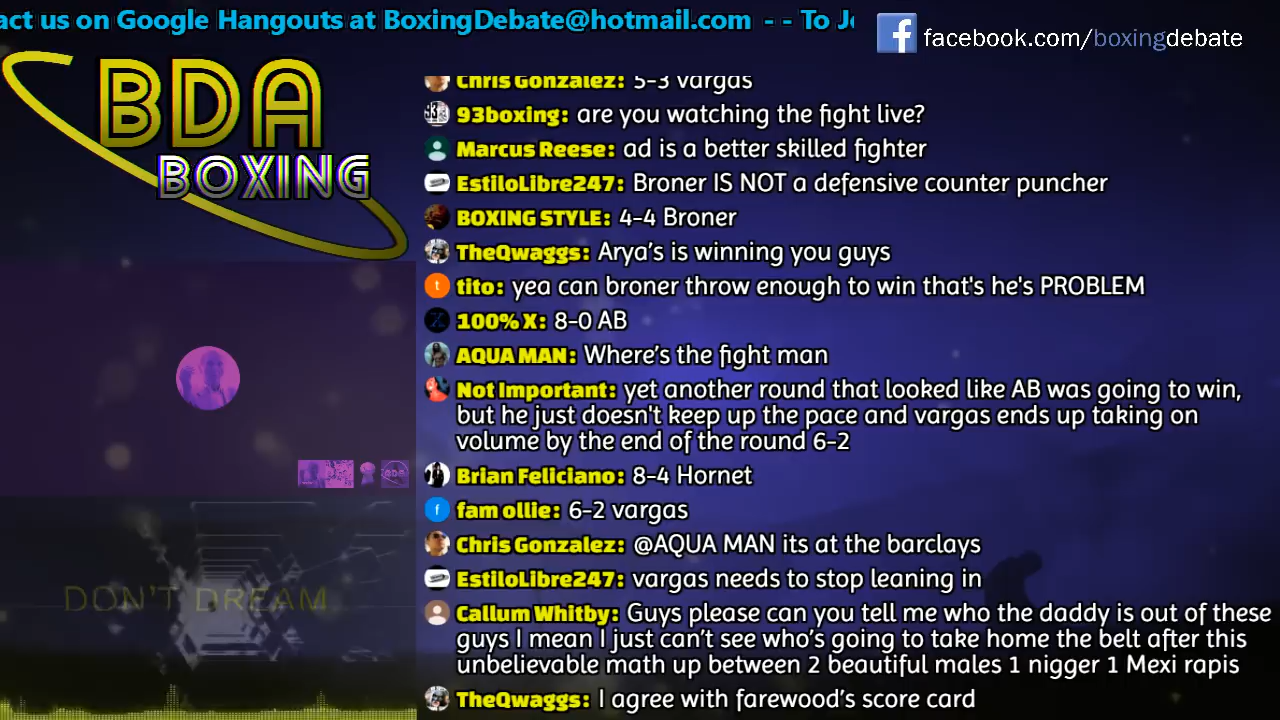 act us on Google Hangouts at BoxingDebate@hotmail.com - - To Jo
facebook.com/boxingdebate
BDA
BOXING
Chris Gonzalez: 5-3 vargas
93boxing: are you watching the fight live?
Marcus Reese: ad is a better skilled fighter
EstiloLibre247: Broner IS NOT a defensive counter puncher
BOXING STYLE: 4-4 Broner
TheQwaggs: Arya's is winning you guys
tito: yea can broner throw enough to win that's he's PROBLEM
100% X: 8-0 AB
AQUA MAN: Where's the fight man
Not Important: yet another round that looked like AB was going to win,
but he just doesn't keep up the pace and vargas ends up taking on
volume by the end of the round 6-2
Brian Feliciano: 8-4 Hornet
fam ollie: 6-2 vargas
Chris Gonzalez: @AQUA MAN its at the barclays
EstiloLibre247: vargas needs to stop leaning in
Callum Whitby: Guys please can you tell me who the daddy is out of these
guys I mean I just can't see who's going to take home the belt after this
unbelievable math up between 2 beautiful males 1 nigger 1 Mexi rapis
TheQwaggs: I agree with farewood's score card
DON'T DREAM